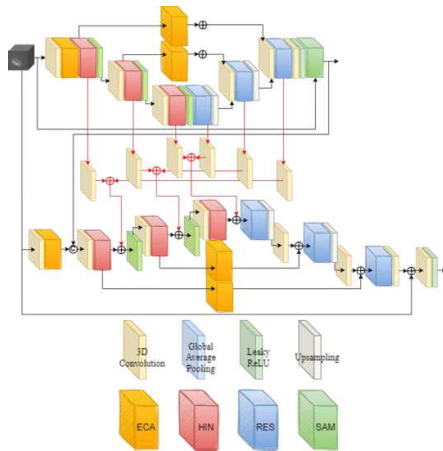 3D
Convolution
Global
Average
Pooling
Leaky
ReLU
Upsampling
ECA
HIN
RES
SAM